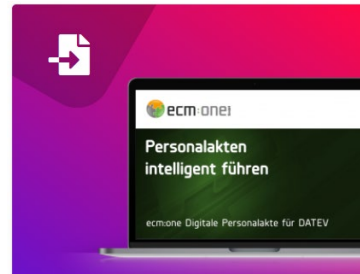 ecm:one
Personalakten
intelligent führen
ecm:one Digitale Personalakte für DATEV